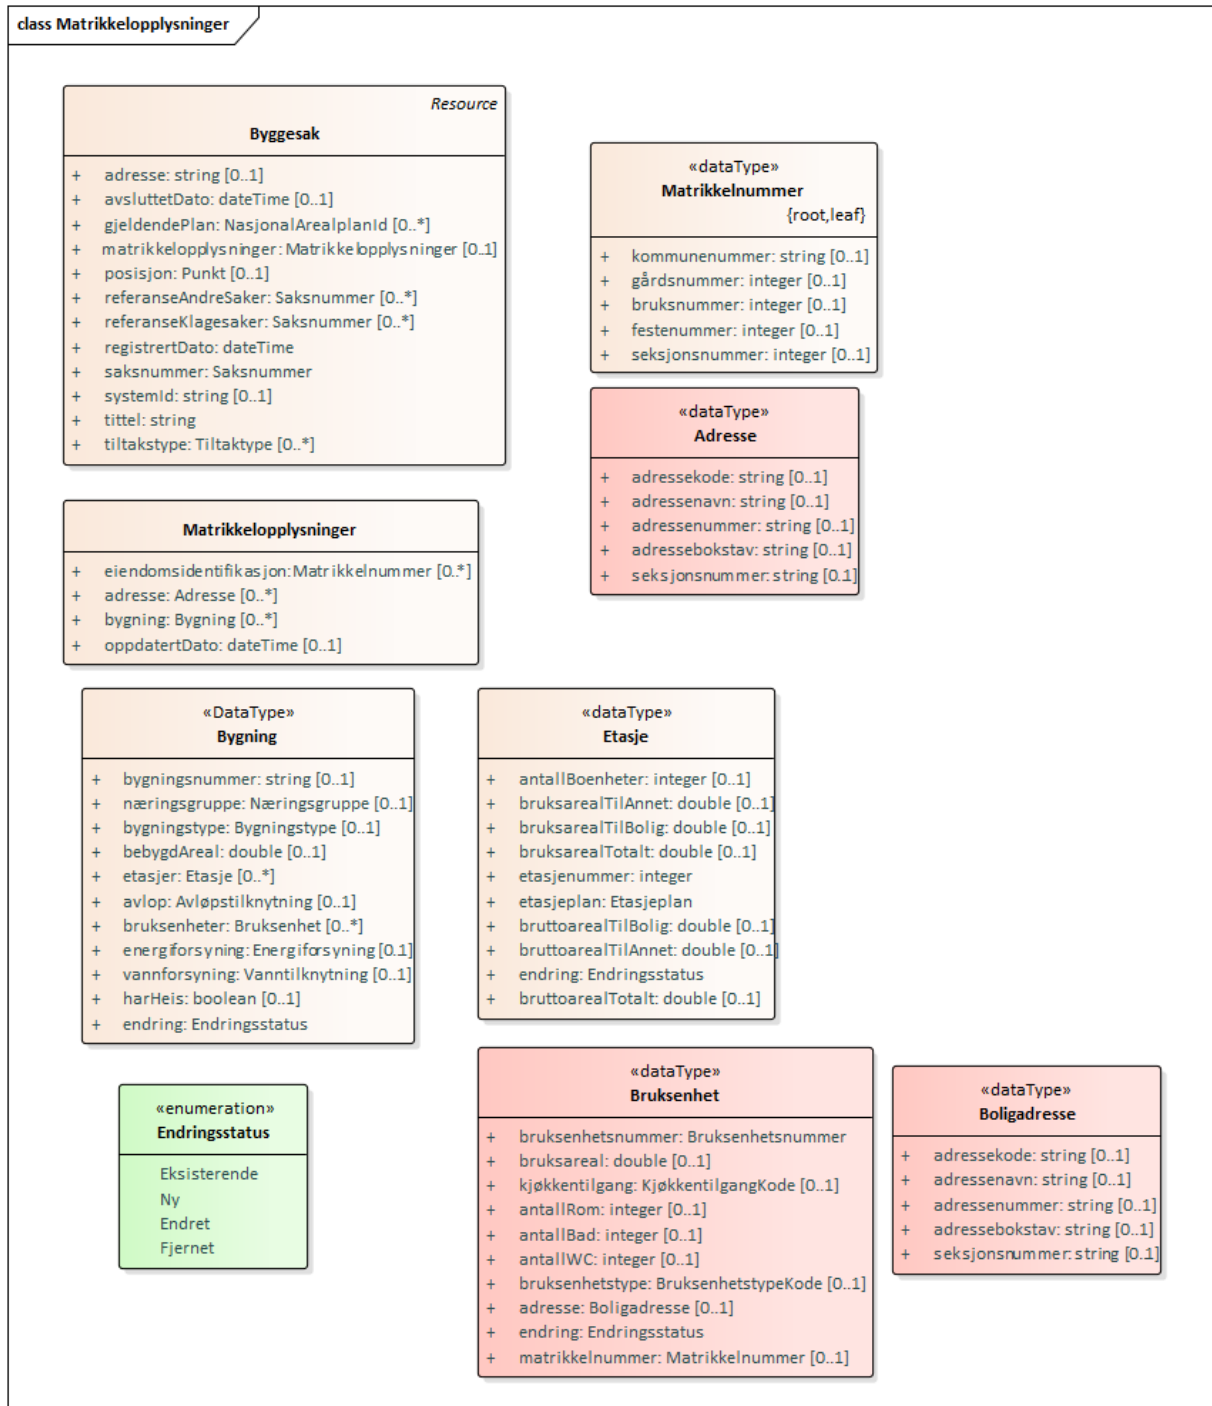 class Matrikkelopplysninger
Resource
Byggesak
+ adresse: string [0..1]
+ avsluttetDato: dateTime [0..1]
+ gjeldendePlan: NasjonalArealplanId [0..*]
+ matrikkelopplysninger: Matrikkelopplysninger [0..1]
+ posisjon: Punkt [0..1]
+ referanseAndreSaker: Saksnummer [0..*]
+ referanseKlagesaker: Saksnummer [0..*]
+ registrertDato: dateTime
+ saksnummer: Saksnummer
+ systemId: string [0..1]
+ tittel: string
+ tiltakstype: Tiltaktype [0..*]
«dataType»
Matrikkelnummer
{root,leaf}
+ kommunenummer: string [0..1]
+ gårdsnummer: integer [0..1]
+ bruksnummer: integer [0..1]
+ festenummer: integer [0..1]
+ seksjonsnummer: integer [0..1]
«dataType»
Adresse
+ adressekode: string [0..1]
+ adressenavn: string [0..1]
+ adressenummer: string [0..1]
+ adressebokstav: string [0..1]
+ seksjonsnummer: string [0..1]
Matrikkelopplysninger
+ eiendomsidentifikasjon: Matrikkelnummer [0..*]
+ adresse: Adresse [0..*]
+ bygning: Bygning [0..*]
+ oppdatertDato: dateTime [0..1]
«DataType»
Bygning
+ bygningsnummer: string [0..1]
+ næringsgruppe: Næringsgruppe [0..1]
+ bygningstype: Bygningstype [0..1]
+ bebygdAreal: double [0..1]
+ etasjer: Etasje [0..*]
+ avlop: Avløpstilknytning [0..1]
+ bruksenheter: Bruksenhet [0..*]
+ energiforsyning: Energiforsyning [0..1]
+ vannforsyning: Vanntilknytning [0..1]
+ harHeis: boolean [0..1]
+ endring: Endringsstatus
«dataType»
Etasje
+ antallBoenheter: integer [0..1]
+ bruksarealTilAnnet: double [0..1]
+ bruksarealTilBolig: double [0..1]
+ bruksarealTotalt: double [0..1]
+ etasjenummer: integer
+ etasjeplan: Etasjeplan
+ bruttoarealTilBolig: double [0..1]
+ bruttoarealTilAnnet: double [0..1]
+ endring: Endringsstatus
+ bruttoarealTotalt: double [0..1]
«enumeration»
Endringsstatus
Eksisterende
Ny
Endret
Fjernet
«dataType»
Bruksenhet
+ bruksenhetsnummer: Bruksenhetsnummer
+ bruksareal: double [0..1]
+ kjøkkentilgang: KjøkkentilgangKode [0..1]
+ antallRom: integer [0..1]
+ antallBad: integer [0..1]
+ antallWC: integer [0..1]
+ bruksenhetstype: BruksenhetstypeKode [0..1]
+ adresse: Boligadresse [0..1]
+ endring: Endringsstatus
+ matrikkelnummer: Matrikkelnummer [0..1]
«dataType»
Boligadresse
+ adressekode: string [0..1]
+ adressenavn: string [0..1]
+ adressenummer: string [0..1]
+ adressebokstav: string [0..1]
+ seksjonsnummer: string [0..1]